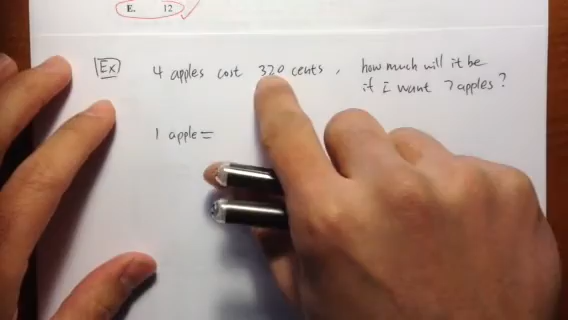 E. 12
Ex 4 apples cost 320 cents, how much will it be
if I want 7 apples?
1 apple =